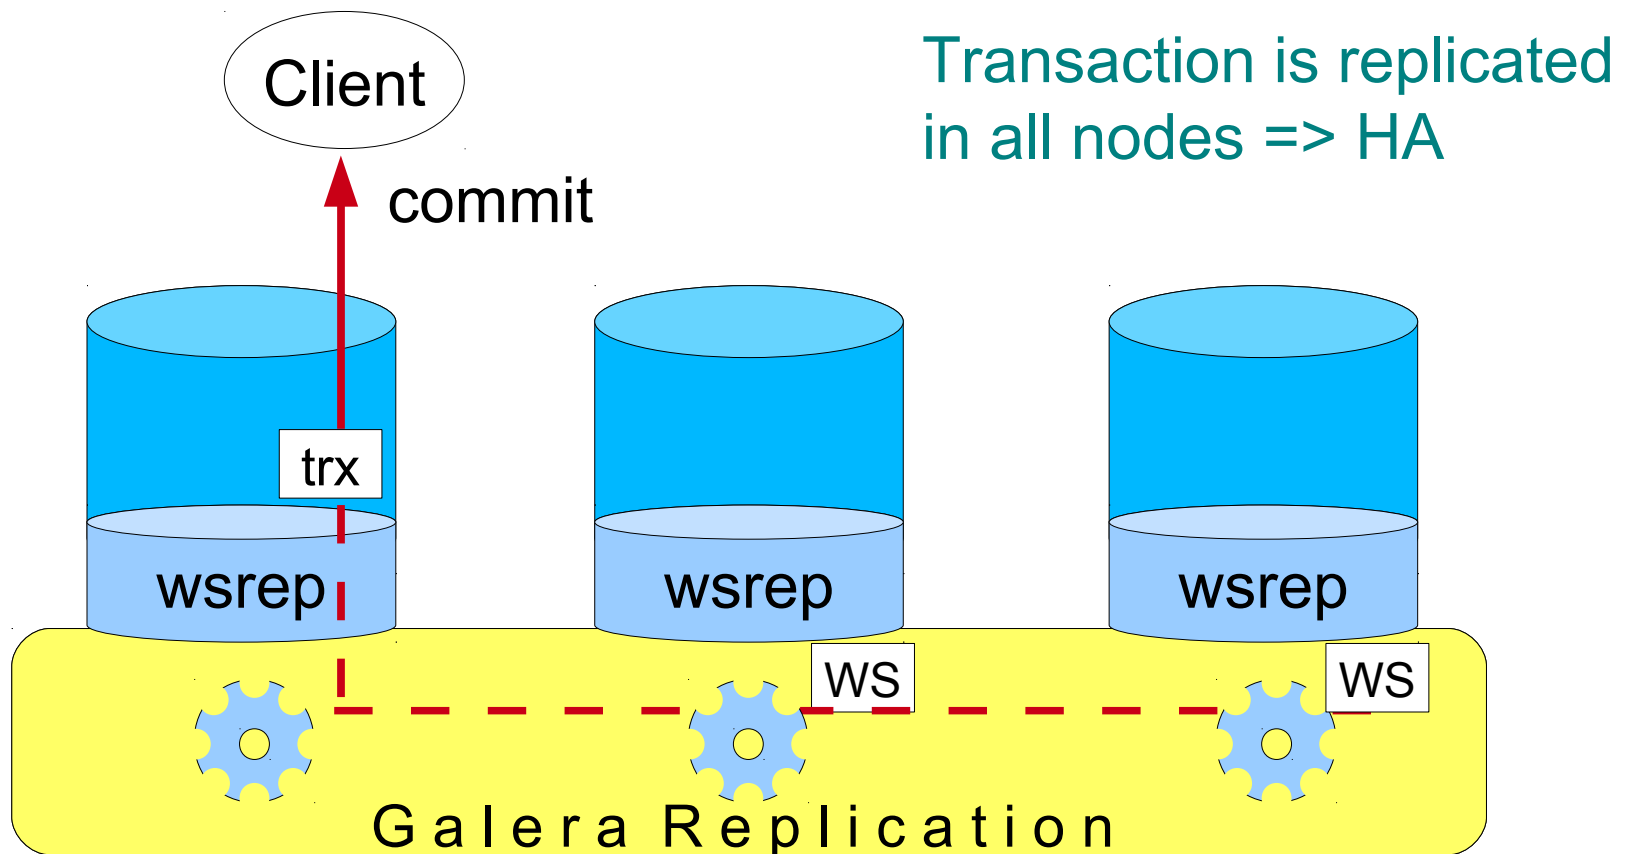 Client
Transaction is replicated
in all nodes => HA
commit
trx
wsrep
wsrep
wsrep
WS
WS
Galera Replication